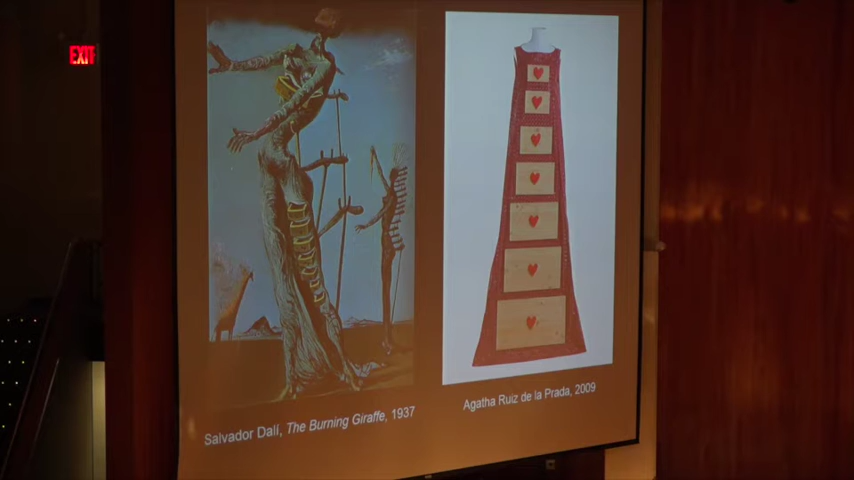 EXIT
Salvador Dalí, The Burning Giraffe, 1937
Agatha Ruiz de la Prada, 2009